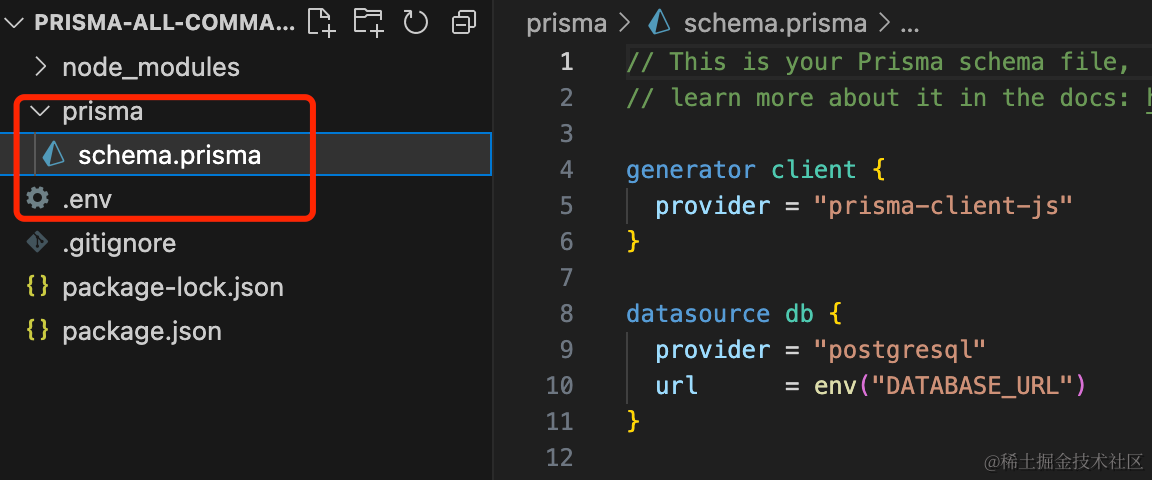 PRISMA-ALL-COMMA...
node_modules
prisma
schema.prisma
.env
.gitignore
package-lock.json
package.json
prisma > schema.prisma > ...
1 // This is your Prisma schema file,
2 // learn more about it in the docs: h
3
4 generator client {
5 provider = "prisma-client-js"
6 }
7
8 datasource db {
9 provider = "postgresql"
10 url = env("DATABASE_URL")
11 }
12
@稀土掘金技术社区